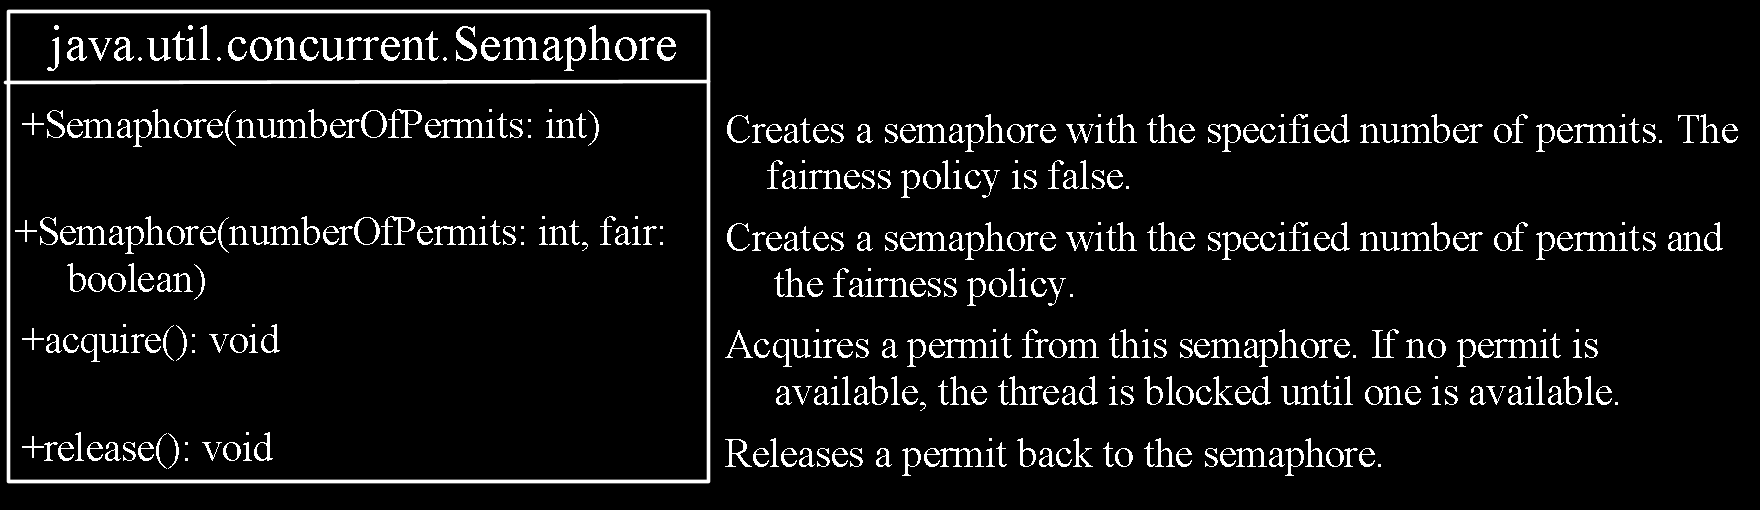 java.util.concurrent.Semaphore
+Semaphore(numberOfPermits: int)
Creates a semaphore with the specified number of permits. The
fairness policy is false.
+Semaphore(numberOfPermits: int, fair:
boolean)
Creates a semaphore with the specified number of permits and
the fairness policy.
+acquire(): void
Acquires a permit from this semaphore. If no permit is
available, the thread is blocked until one is available.
+release(): void
Releases a permit back to the semaphore.